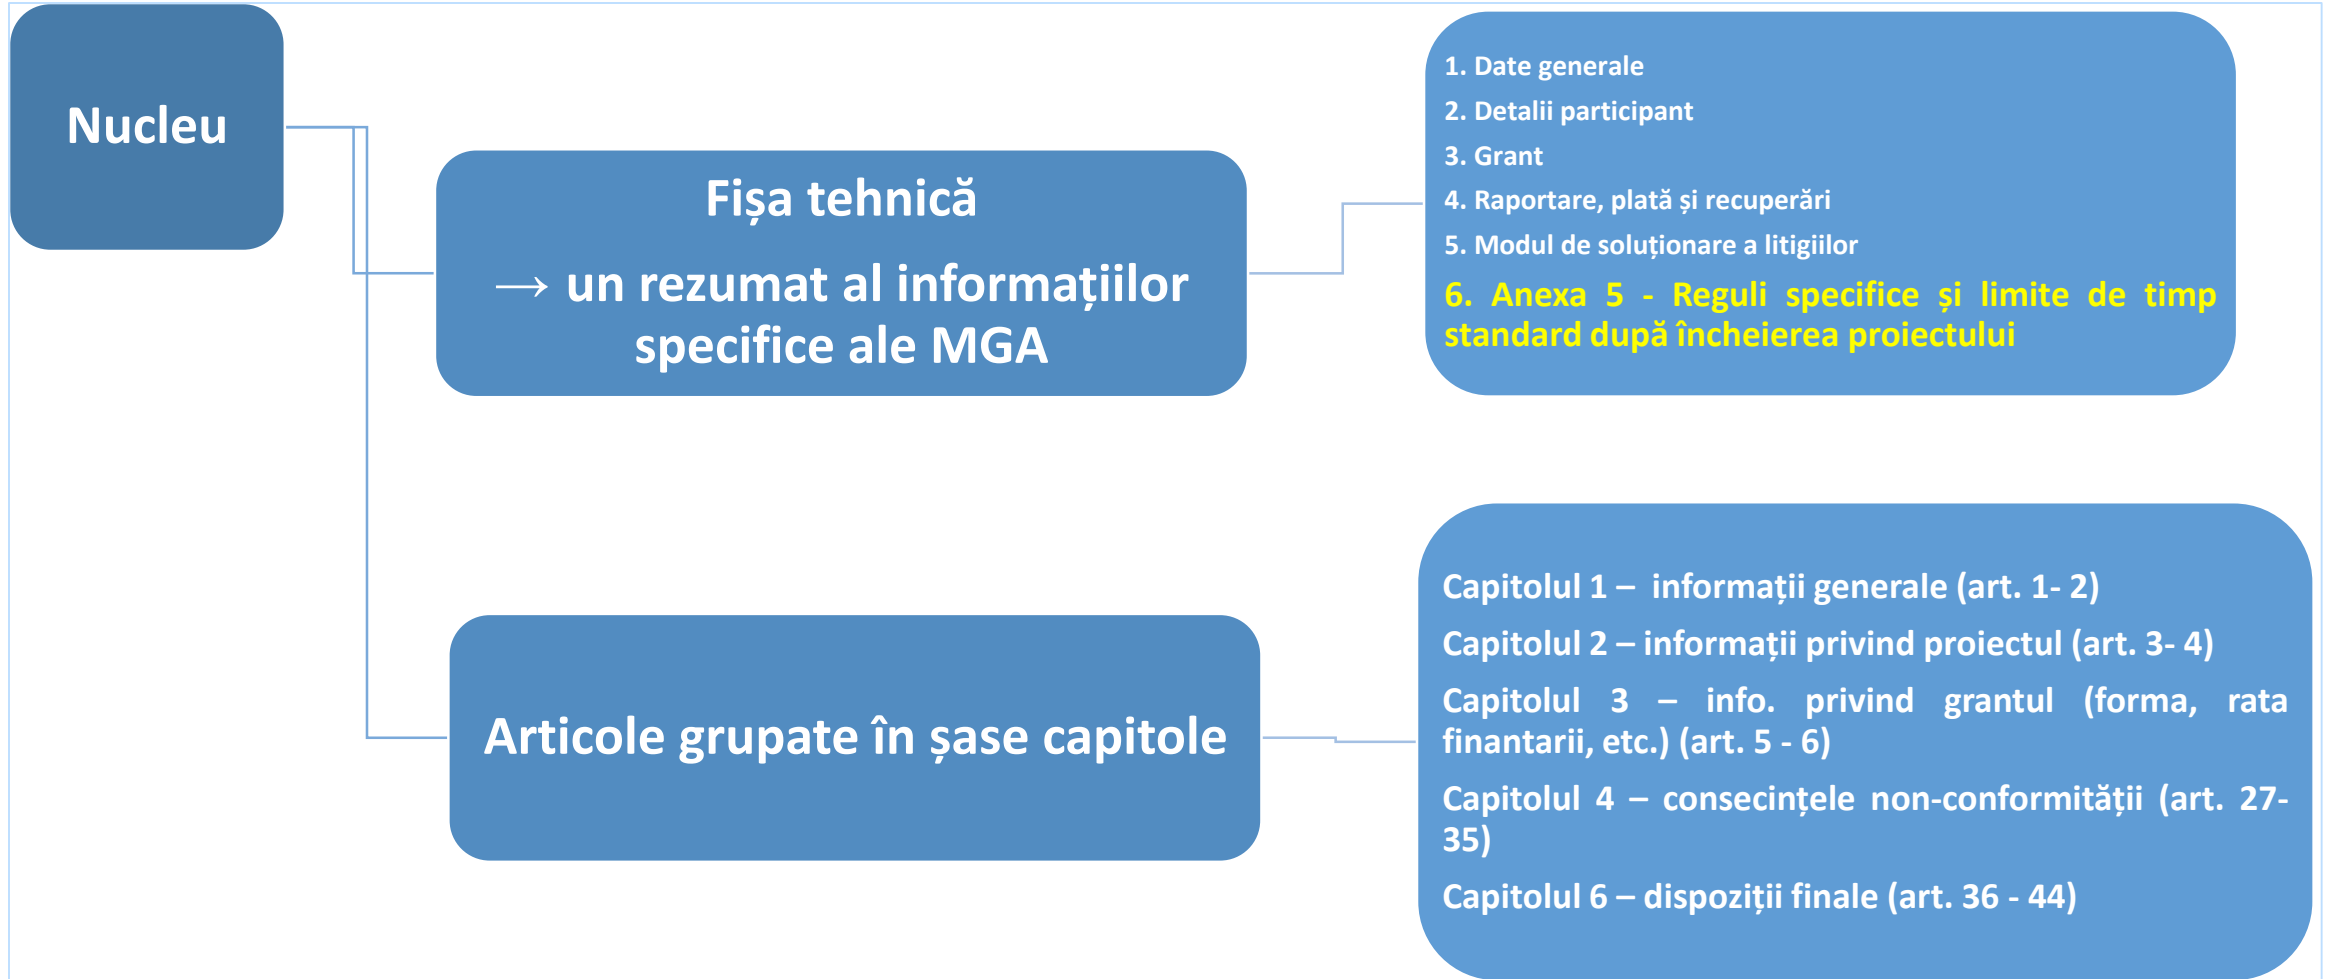 Nucleu
Fișa tehnică
→ un rezumat al informațiilor
specifice ale MGA
1. Date generale
2. Detalii participant
3. Grant
4. Raportare, plată și recuperări
5. Modul de soluționare a litigiilor
6. Anexa 5 - Reguli specifice și limite de timp
standard după încheierea proiectului
Articole grupate în șase capitole
Capitolul 1 – informații generale (art. 1- 2)
Capitolul 2 – informații privind proiectul (art. 3- 4)
Capitolul 3 – info. privind grantul (forma, rata
finantarii, etc.) (art. 5 - 6)
Capitolul 4 – consecințele non-conformității (art. 27-
35)
Capitolul 6 – dispoziții finale (art. 36 - 44)